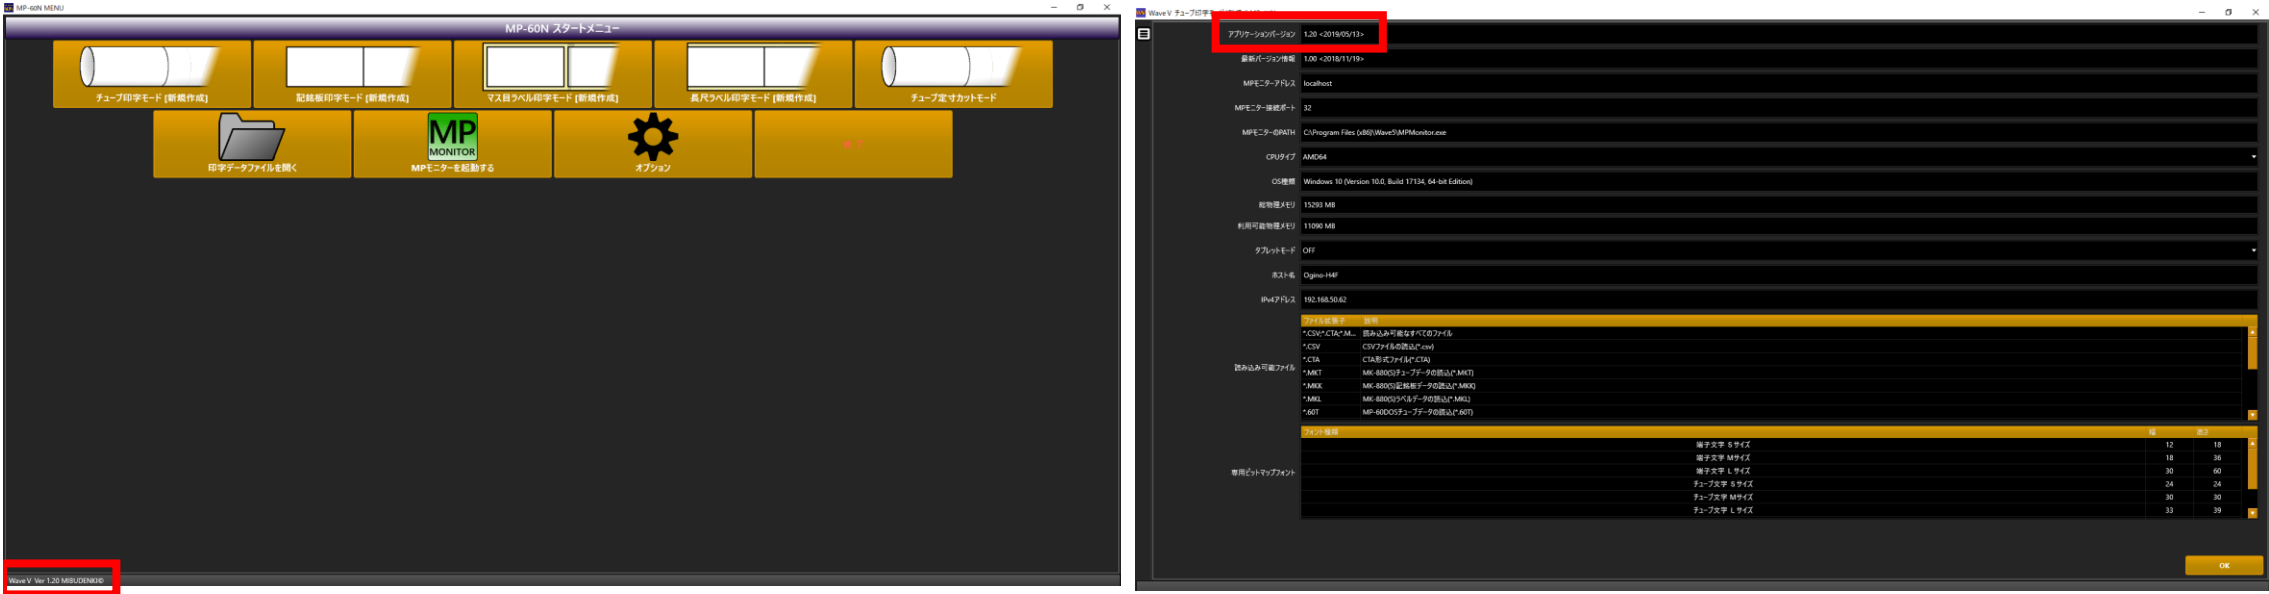 MP-60N MENU
MP-60N スタートメニュー
チューブ印字モード [新規作成]
記銘板印字モード [新規作成]
マス目ラベル印字モード [新規作成]
長尺ラベル印字モード [新規作成]
チューブ定寸カットモード
印字データファイルを開く
MP
MONITOR
MPモニターを起動する
オプション
Wave V Ver 1.20 MIBUDENKI©
Wave V チューブ印字
アプリケーションバージョン 1.20 <2019/05/13>
最新バージョン情報 1.00 <2018/11/19>
MPモニターアドレス localhost
MPモニター接続ポート 32
MPモニターのPATH C:\Program Files (x86)\Wave5\MPMonitor.exe
CPUタイプ AMD64
OS種類 Windows 10 (Version 10.0, Build 17134, 64-bit Edition)
総物理メモリ 15293 MB
利用可能物理メモリ 11090 MB
タブレットモード OFF
ホスト名 Ogino-H4F
IPv4アドレス 192.168.50.62
読み込み可能ファイル
ファイル拡張子 説明
*.CSV;*.CTA;*.M... 読み込み可能なすべてのファイル
*.CSV CSVファイルの読込(*.csv)
*.CTA CTA形式ファイル(*.CTA)
*.MKT MK-880(S)チューブデータの読込(*.MKT)
*.MKK MK-880(S)記銘板データの読込(*.MKK)
*.MKL MK-880(S)ラベルデータの読込(*.MKL)
*.60T MP-60DOSチューブデータの読込(*.60T)
専用ビットマップフォント
フォント種類 幅 高さ
端子文字 Sサイズ 12 18
端子文字 Mサイズ 18 36
端子文字 Lサイズ 30 60
チューブ文字 Sサイズ 24 24
チューブ文字 Mサイズ 30 30
チューブ文字 Lサイズ 33 39
OK